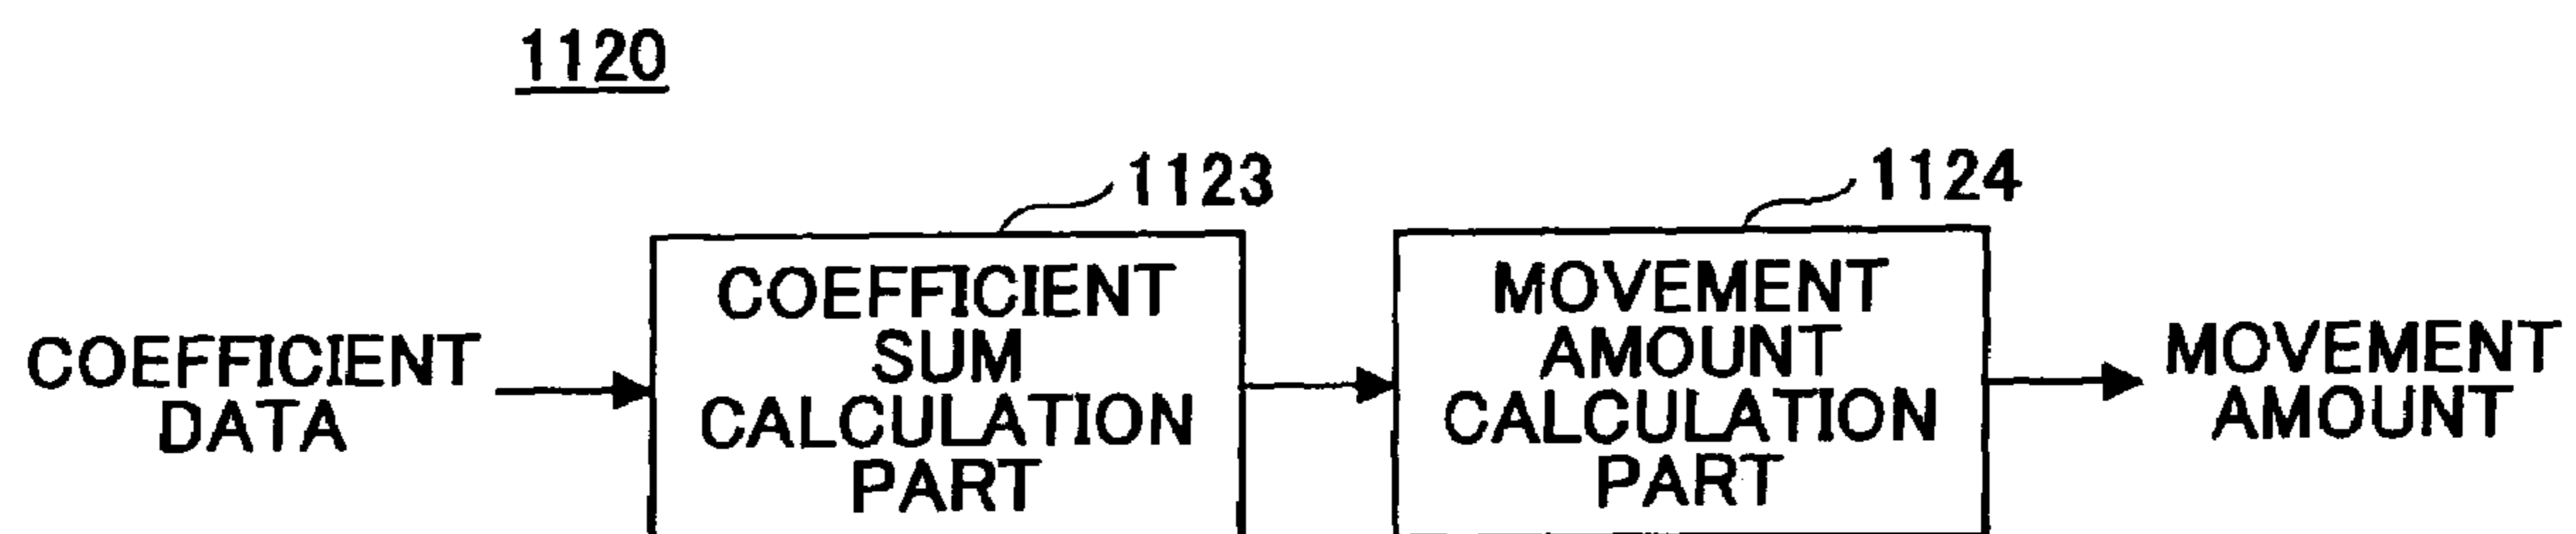 1120
1123
1124
COEFFICIENT
DATA
COEFFICIENT
SUM
CALCULATION
PART
MOVEMENT
AMOUNT
CALCULATION
PART
MOVEMENT
AMOUNT